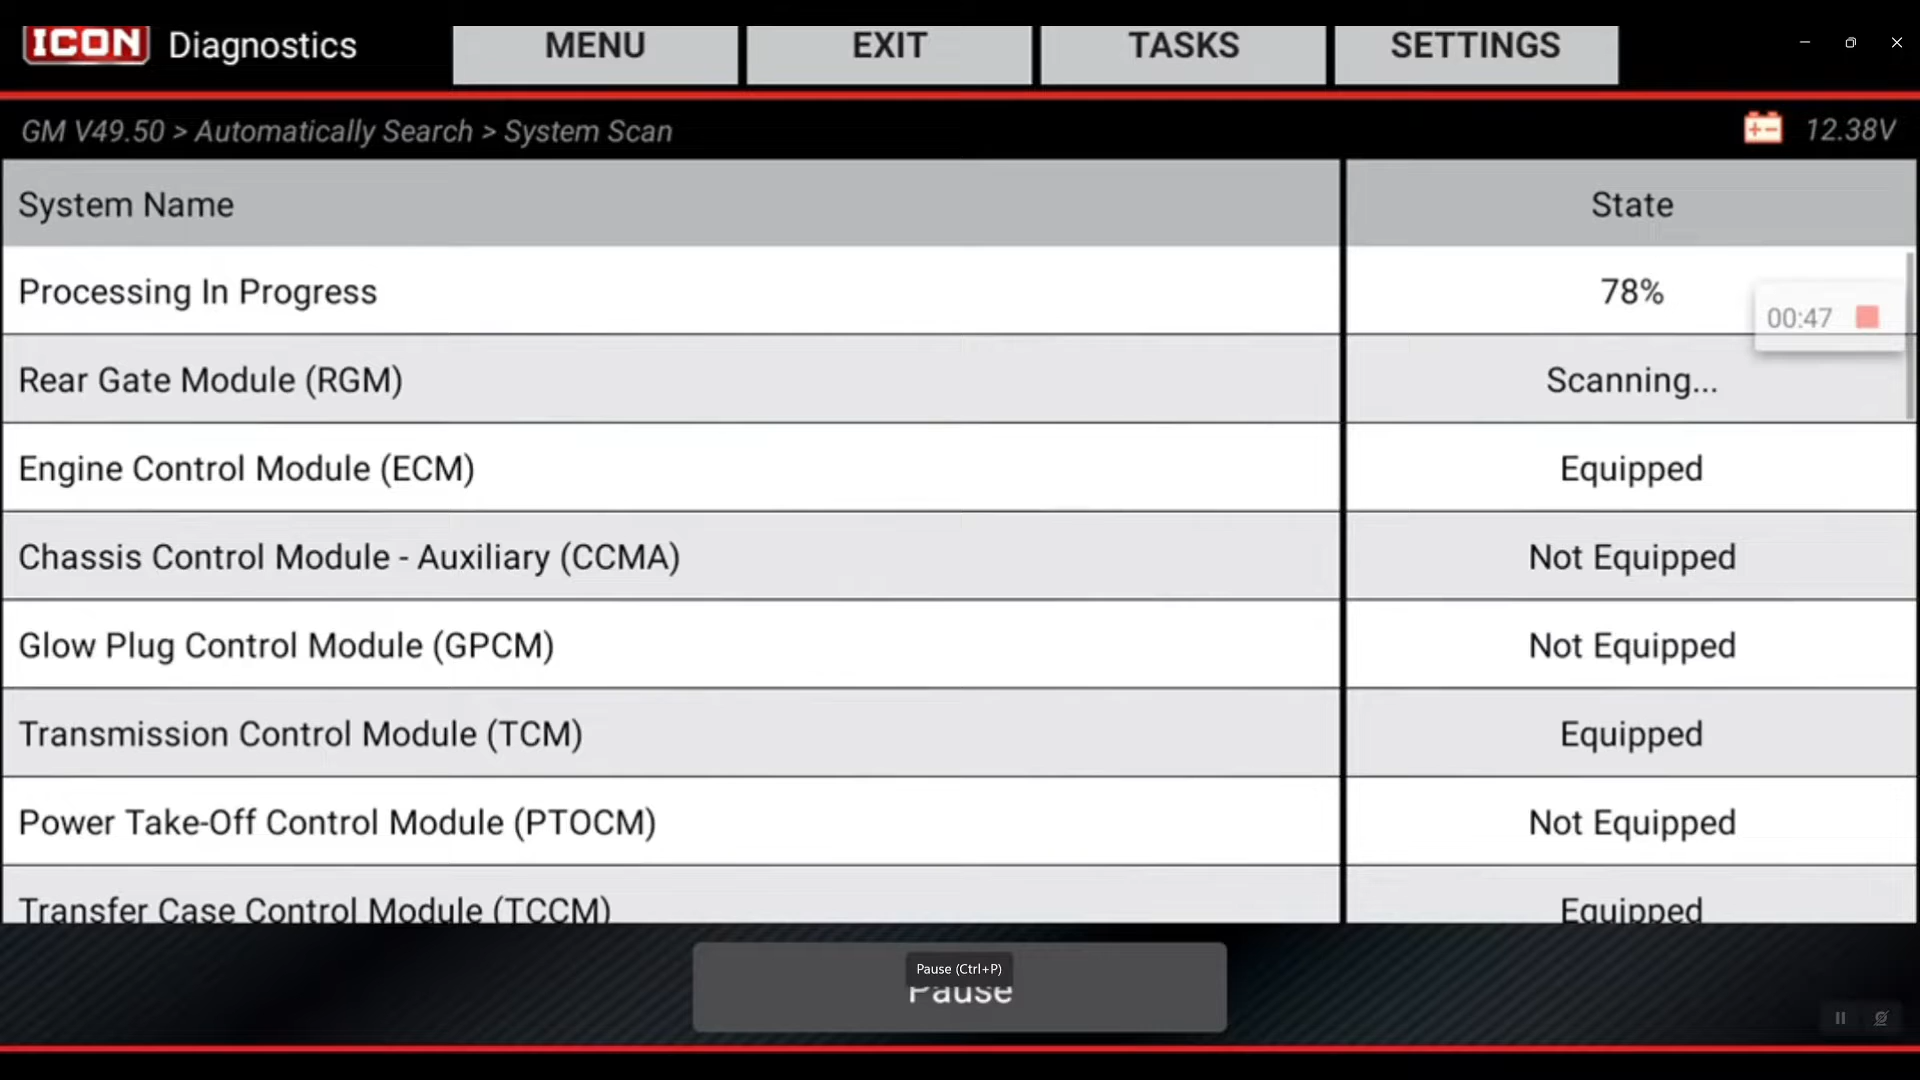 ICON Diagnostics MENU EXIT TASKS SETTINGS
GM V49.50 > Automatically Search > System Scan 12.38V
System Name State
Processing In Progress 78%
00:47
Rear Gate Module (RGM) Scanning...
Engine Control Module (ECM) Equipped
Chassis Control Module - Auxiliary (CCMA) Not Equipped
Glow Plug Control Module (GPCM) Not Equipped
Transmission Control Module (TCM) Equipped
Power Take-Off Control Module (PTOCM) Not Equipped
Transfer Case Control Module (TCCM) Equipped
Pause (Ctrl+P)
Pause